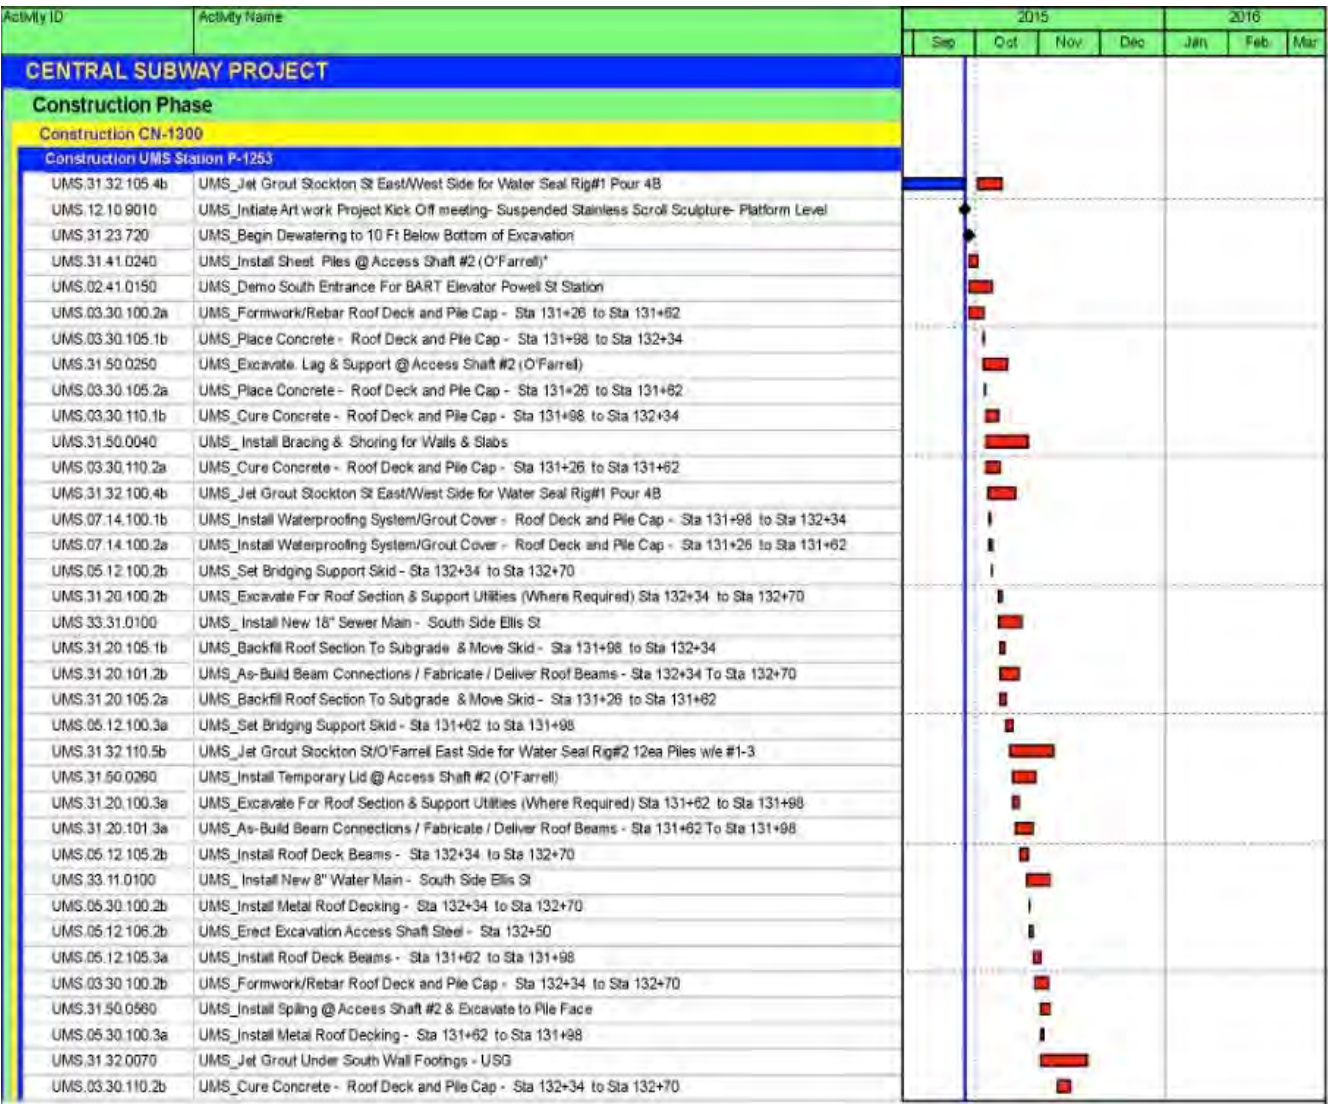 Activity ID Activity Name 2015 2016
Sep Oct Nov Dec Jan Feb Mar
CENTRAL SUBWAY PROJECT
Construction Phase
Construction CN-1300
Construction UMS Station P-1253
UMS.31.32.105.4b UMS_Jet Grout Stockton St East/West Side for Water Seal Rig#1 Pour 4B
UMS.12.10.9010 UMS_Intiate Art work Project Kick Off meeting- Suspended Stainless Scroll Sculpture- Platform Level
UMS.31.23.720 UMS_Begin Dewatering to 10 Ft Below Bottom of Excavation
UMS.31.41.0240 UMS_Install Sheet Piles @ Access Shaft #2 (O'Farrell)*
UMS.02.41.0150 UMS_Demo South Entrance For BART Elevator Powell St Station
UMS.03.30.100.2a UMS_Formwork/Rebar Roof Deck and Pile Cap - Sta 131+26 to Sta 131+62
UMS.03.30.105.1b UMS_Place Concrete - Roof Deck and Pile Cap - Sta 131+98 to Sta 132+34
UMS.31.50.0250 UMS_Excavate. Lag & Support @ Access Shaft #2 (O'Farrell)
UMS.03.30.105.2a UMS_Place Concrete - Roof Deck and Pile Cap - Sta 131+26 to Sta 131+62
UMS.03.30.110.1b UMS_Cure Concrete - Roof Deck and Pile Cap - Sta 131+98 to Sta 132+34
UMS.31.50.0040 UMS_ Install Bracing & Shoring for Walls & Slabs
UMS.03.30.110.2a UMS_Cure Concrete - Roof Deck and Pile Cap - Sta 131+26 to Sta 131+62
UMS.31.32.100.4b UMS_Jet Grout Stockton St East/West Side for Water Seal Rig#1 Pour 4B
UMS.07.14.100.1b UMS_Install Waterproofing System/Grout Cover - Roof Deck and Pile Cap - Sta 131+98 to Sta 132+34
UMS.07.14.100.2a UMS_Install Waterproofing System/Grout Cover - Roof Deck and Pile Cap - Sta 131+26 to Sta 131+62
UMS.05.12.100.2b UMS_Set Bridging Support Skid - Sta 132+34 to Sta 132+70
UMS.31.20.100.2b UMS_Excavate For Roof Section & Support Utilities (Where Required) Sta 132+34 to Sta 132+70
UMS.33.31.0100 UMS_ Install New 18" Sewer Main - South Side Ellis St
UMS.31.20.105.1b UMS_Backfill Roof Section To Subgrade & Move Skid - Sta 131+98 to Sta 132+34
UMS.31.20.101.2b UMS_As-Build Beam Connections / Fabricate / Deliver Roof Beams - Sta 132+34 To Sta 132+70
UMS.31.20.105.2a UMS_Backfill Roof Section To Subgrade & Move Skid - Sta 131+26 to Sta 131+62
UMS.05.12.100.3a UMS_Set Bridging Support Skid - Sta 131+62 to Sta 131+98
UMS.31.32.110.5b UMS_Jet Grout Stockton St/O'Farrell East Side for Water Seal Rig#2 12ea Piles w/e #1-3
UMS.31.50.0260 UMS_Install Temporary Lid @ Access Shaft #2 (O'Farrell)
UMS.31.20.100.3a UMS_Excavate For Roof Section & Support Utilities (Where Required) Sta 131+62 to Sta 131+98
UMS.31.20.101.3a UMS_As-Build Beam Connections / Fabricate / Deliver Roof Beams - Sta 131+62 To Sta 131+98
UMS.05.12.105.2b UMS_Install Roof Deck Beams - Sta 132+34 to Sta 132+70
UMS.33.11.0100 UMS_ Install New 8" Water Main - South Side Ellis St
UMS.05.30.100.2b UMS_Install Metal Roof Decking - Sta 132+34 to Sta 132+70
UMS.05.12.106.2b UMS_Erect Excavation Access Shaft Steel - Sta 132+50
UMS.05.12.105.3a UMS_Install Roof Deck Beams - Sta 131+62 to Sta 131+98
UMS.03.30.100.2b UMS_Formwork/Rebar Roof Deck and Pile Cap - Sta 132+34 to Sta 132+70
UMS.31.50.0560 UMS_Install Spiling @ Access Shaft #2 & Excavate to Pile Face
UMS.05.30.100.3a UMS_Install Metal Roof Decking - Sta 131+62 to Sta 131+98
UMS.31.32.0070 UMS_Jet Grout Under South Wall Footings - USG
UMS.03.30.110.2b UMS_Cure Concrete - Roof Deck and Pile Cap - Sta 132+34 to Sta 132+70